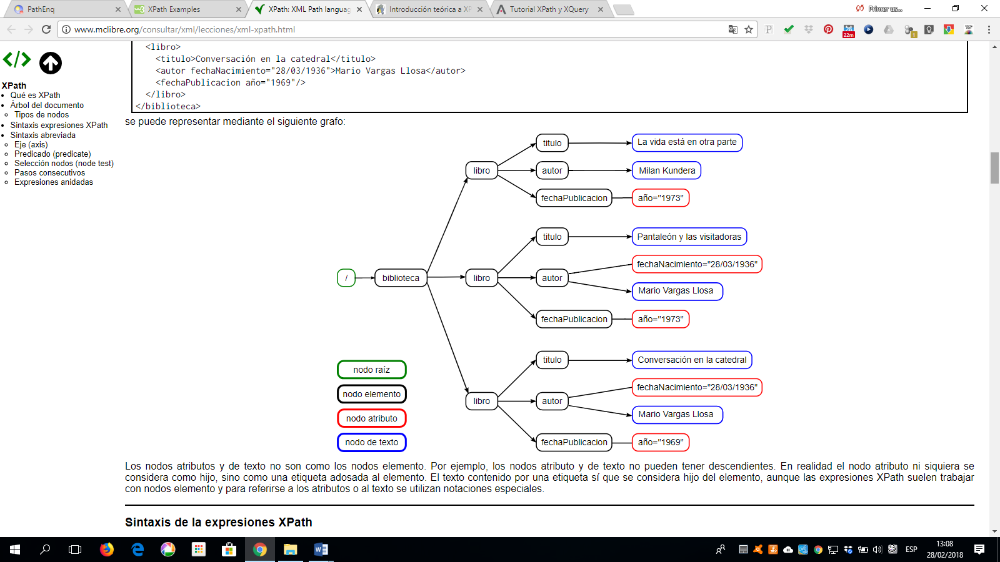 PathEnq
XPath Examples
XPath: XML Path languag
Introducción teórica a XP
Tutorial XPath y XQuery
Primer us...
www.mclibre.org/consultar/xml/lecciones/xml-xpath.html
22m
1
</>
XPath
Qué es XPath
Árbol del documento
Tipos de nodos
Sintaxis expresiones XPath
Sintaxis abreviada
Eje (axis)
Predicado (predicate)
Selección nodos (node test)
Pasos consecutivos
Expresiones anidadas
<libro>
<titulo>Conversación en la catedral</titulo>
<autor fechaNacimiento="28/03/1936">Mario Vargas Llosa</autor>
<fechaPublicacion año="1969"/>
</libro>
</biblioteca>
se puede representar mediante el siguiente grafo:
titulo
La vida está en otra parte
libro
autor
Milan Kundera
fechaPublicacion
año="1973"
titulo
Pantaleón y las visitadoras
fechaNacimiento="28/03/1936"
/
biblioteca
libro
autor
Mario Vargas Llosa
fechaPublicacion
año="1973"
titulo
Conversación en la catedral
nodo raíz
fechaNacimiento="28/03/1936"
nodo elemento
libro
autor
Mario Vargas Llosa
nodo atributo
nodo de texto
fechaPublicacion
año="1969"
Los nodos atributos y de texto no son como los nodos elemento. Por ejemplo, los nodos atributo y de texto no pueden tener descendientes. En realidad el nodo atributo ni siquiera se
considera como hijo, sino como una etiqueta adosada al elemento. El texto contenido por una etiqueta sí que se considera hijo del elemento, aunque las expresiones XPath suelen trabajar
con nodos elemento y para referirse a los atributos o al texto se utilizan notaciones especiales.
Sintaxis de la expresiones XPath
ESP
13:08
28/02/2018